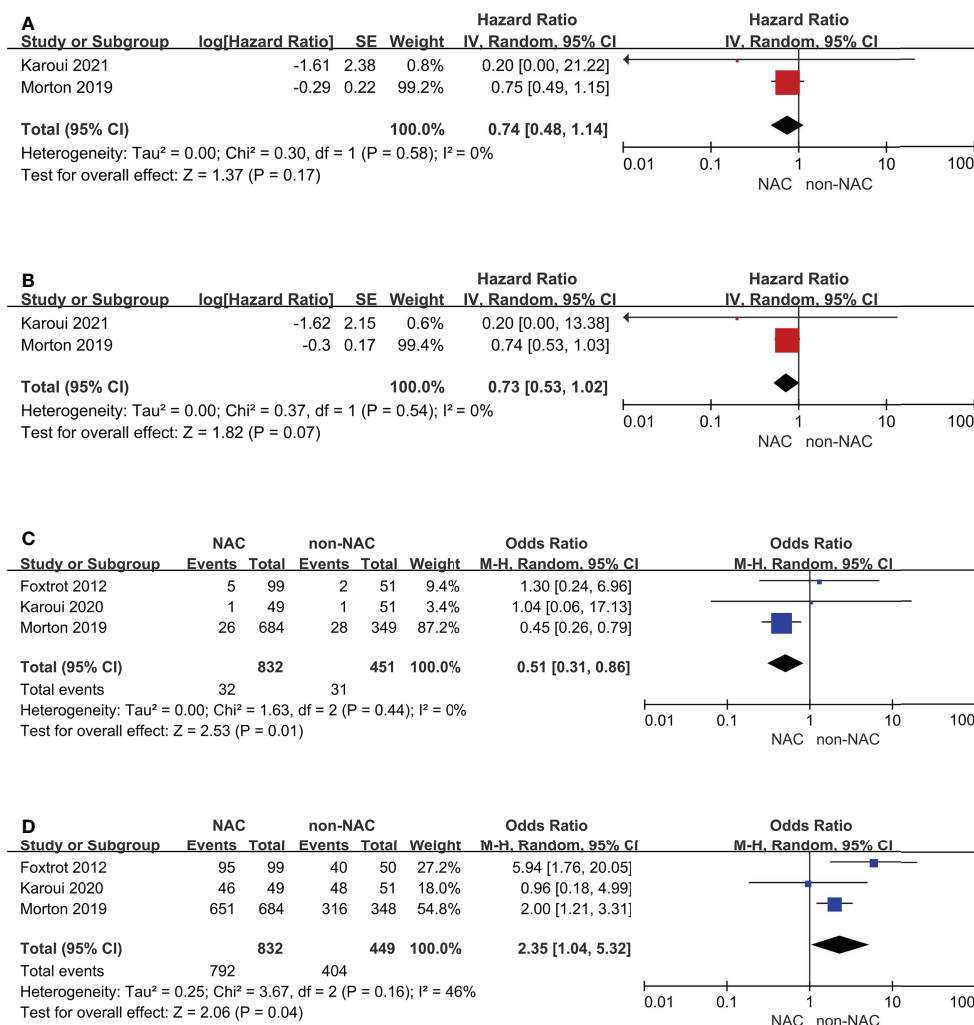 A
Hazard Ratio Hazard Ratio
Study or Subgroup log[Hazard Ratio] SE Weight IV, Random, 95% CI IV, Random, 95% CI
Karoui 2021 -1.61 2.38 0.8% 0.20 [0.00, 21.22]
Morton 2019 -0.29 0.22 99.2% 0.75 [0.49, 1.15]
Total (95% CI) 100.0% 0.74 [0.48, 1.14]
Heterogeneity: Tau² = 0.00; Chi² = 0.30, df = 1 (P = 0.58); I² = 0%
Test for overall effect: Z = 1.37 (P = 0.17)
0.01 0.1 1 10 100
NAC non-NAC
B
Hazard Ratio Hazard Ratio
Study or Subgroup log[Hazard Ratio] SE Weight IV, Random, 95% CI IV, Random, 95% CI
Karoui 2021 -1.62 2.15 0.6% 0.20 [0.00, 13.38]
Morton 2019 -0.3 0.17 99.4% 0.74 [0.53, 1.03]
Total (95% CI) 100.0% 0.73 [0.53, 1.02]
Heterogeneity: Tau² = 0.00; Chi² = 0.37, df = 1 (P = 0.54); I² = 0%
Test for overall effect: Z = 1.82 (P = 0.07)
0.01 0.1 1 10 100
NAC non-NAC
C
NAC non-NAC Odds Ratio Odds Ratio
Study or Subgroup Events Total Events Total Weight M-H, Random, 95% CI M-H, Random, 95% CI
Foxtrot 2012 5 99 2 51 9.4% 1.30 [0.24, 6.96]
Karoui 2020 1 49 1 51 3.4% 1.04 [0.06, 17.13]
Morton 2019 26 684 28 349 87.2% 0.45 [0.26, 0.79]
Total (95% CI) 832 451 100.0% 0.51 [0.31, 0.86]
Total events 32 31
Heterogeneity: Tau² = 0.00; Chi² = 1.63, df = 2 (P = 0.44); I² = 0%
Test for overall effect: Z = 2.53 (P = 0.01)
0.01 0.1 1 10 100
NAC non-NAC
D
NAC non-NAC Odds Ratio Odds Ratio
Study or Subgroup Events Total Events Total Weight M-H, Random, 95% CI M-H, Random, 95% CI
Foxtrot 2012 95 99 40 50 27.2% 5.94 [1.76, 20.05]
Karoui 2020 46 49 48 51 18.0% 0.96 [0.18, 4.99]
Morton 2019 651 684 316 348 54.8% 2.00 [1.21, 3.31]
Total (95% CI) 832 449 100.0% 2.35 [1.04, 5.32]
Total events 792 404
Heterogeneity: Tau² = 0.25; Chi² = 3.67, df = 2 (P = 0.16); I² = 46%
Test for overall effect: Z = 2.06 (P = 0.04)
0.01 0.1 1 10 100
NAC non-NAC